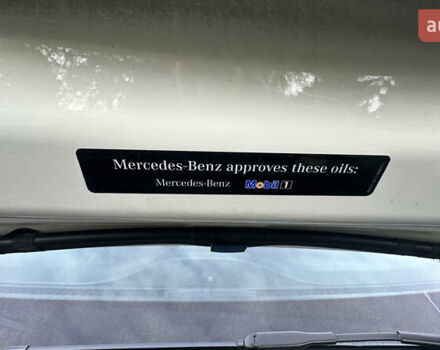 Mercedes-Benz approves these oils:
Mercedes-Benz Mobil 1